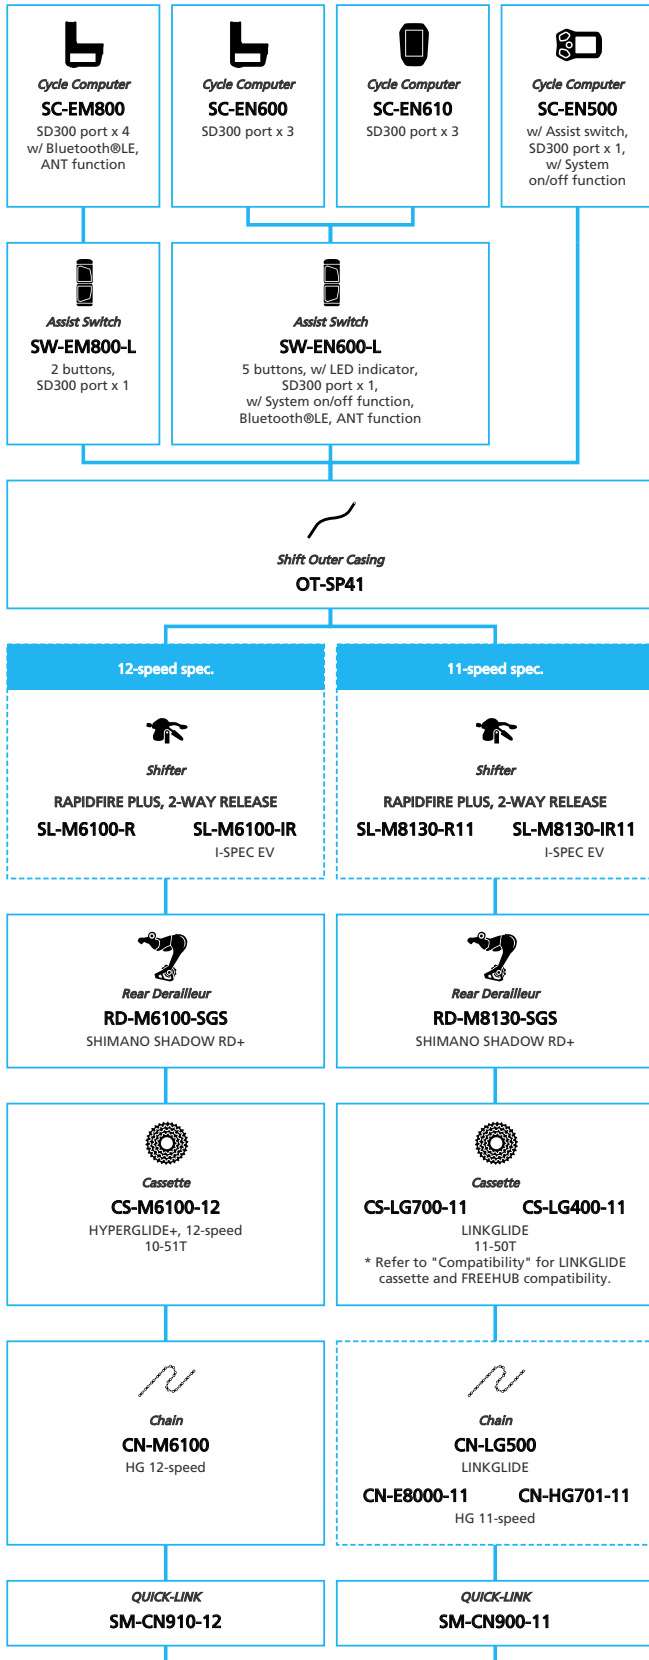 Cycle Computer
SC-EM800
SD300 port x 4
w/ Bluetooth®LE,
ANT function
Cycle Computer
SC-EN600
SD300 port x 3
Cycle Computer
SC-EN610
SD300 port x 3
Cycle Computer
SC-EN500
w/ Assist switch,
SD300 port x 1,
w/ System
on/off function
Assist Switch
SW-EM800-L
2 buttons,
SD300 port x 1
Assist Switch
SW-EN600-L
5 buttons, w/ LED indicator,
SD300 port x 1,
w/ System on/off function,
Bluetooth®LE, ANT function
Shift Outer Casing
OT-SP41
12-speed spec.
Shifter
RAPIDFIRE PLUS, 2-WAY RELEASE
SL-M6100-R SL-M6100-IR
I-SPEC EV
11-speed spec.
Shifter
RAPIDFIRE PLUS, 2-WAY RELEASE
SL-M8130-R11 SL-M8130-IR11
I-SPEC EV
Rear Derailleur
RD-M6100-SGS
SHIMANO SHADOW RD+
Rear Derailleur
RD-M8130-SGS
SHIMANO SHADOW RD+
Cassette
CS-M6100-12
HYPERGLIDE+, 12-speed
10-51T
Cassette
CS-LG700-11 CS-LG400-11
LINKGLIDE
11-50T
* Refer to "Compatibility" for LINKGLIDE
cassette and FREEHUB compatibility.
Chain
CN-M6100
HG 12-speed
Chain
CN-LG500
LINKGLIDE
CN-E8000-11 CN-HG701-11
HG 11-speed
QUICK-LINK
SM-CN910-12
QUICK-LINK
SM-CN900-11